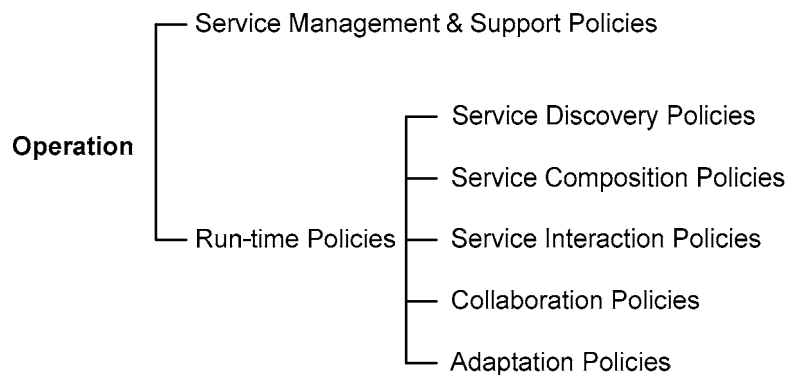 Service Management & Support Policies
Operation
Run-time Policies
Service Discovery Policies
Service Composition Policies
Service Interaction Policies
Collaboration Policies
Adaptation Policies